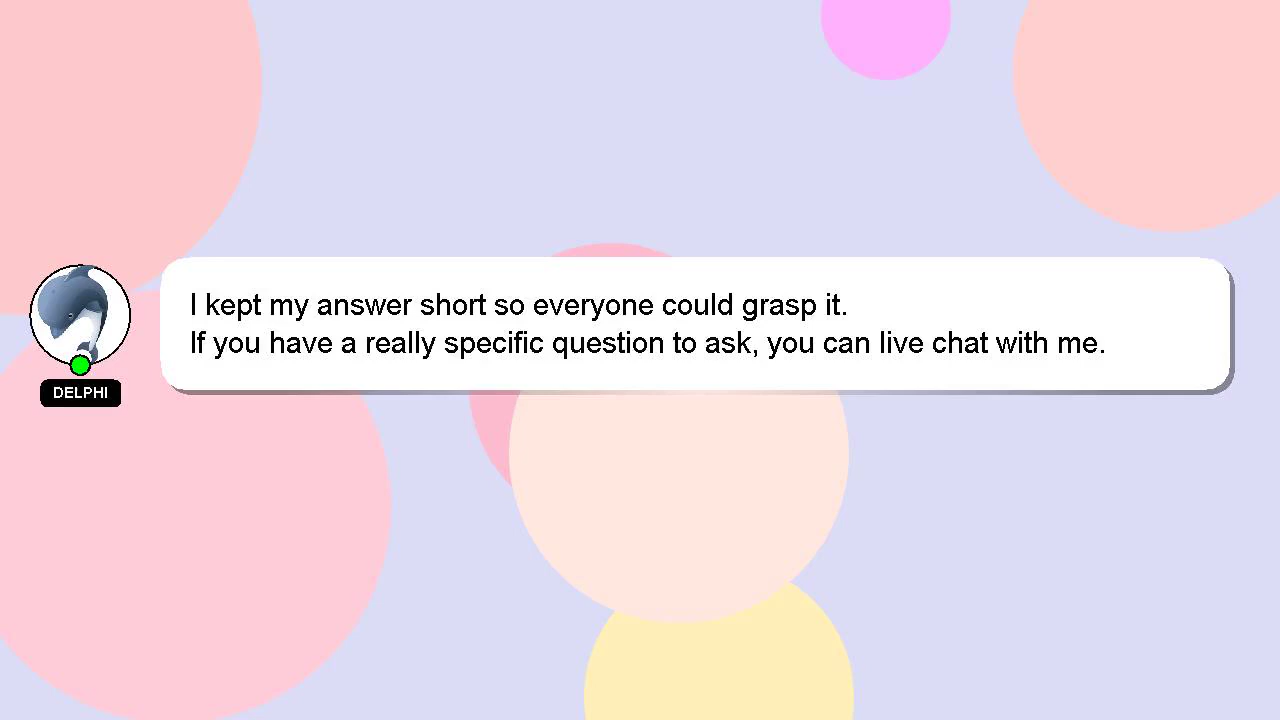 I kept my answer short so everyone could grasp it.
If you have a really specific question to ask, you can live chat with me.
DELPHI